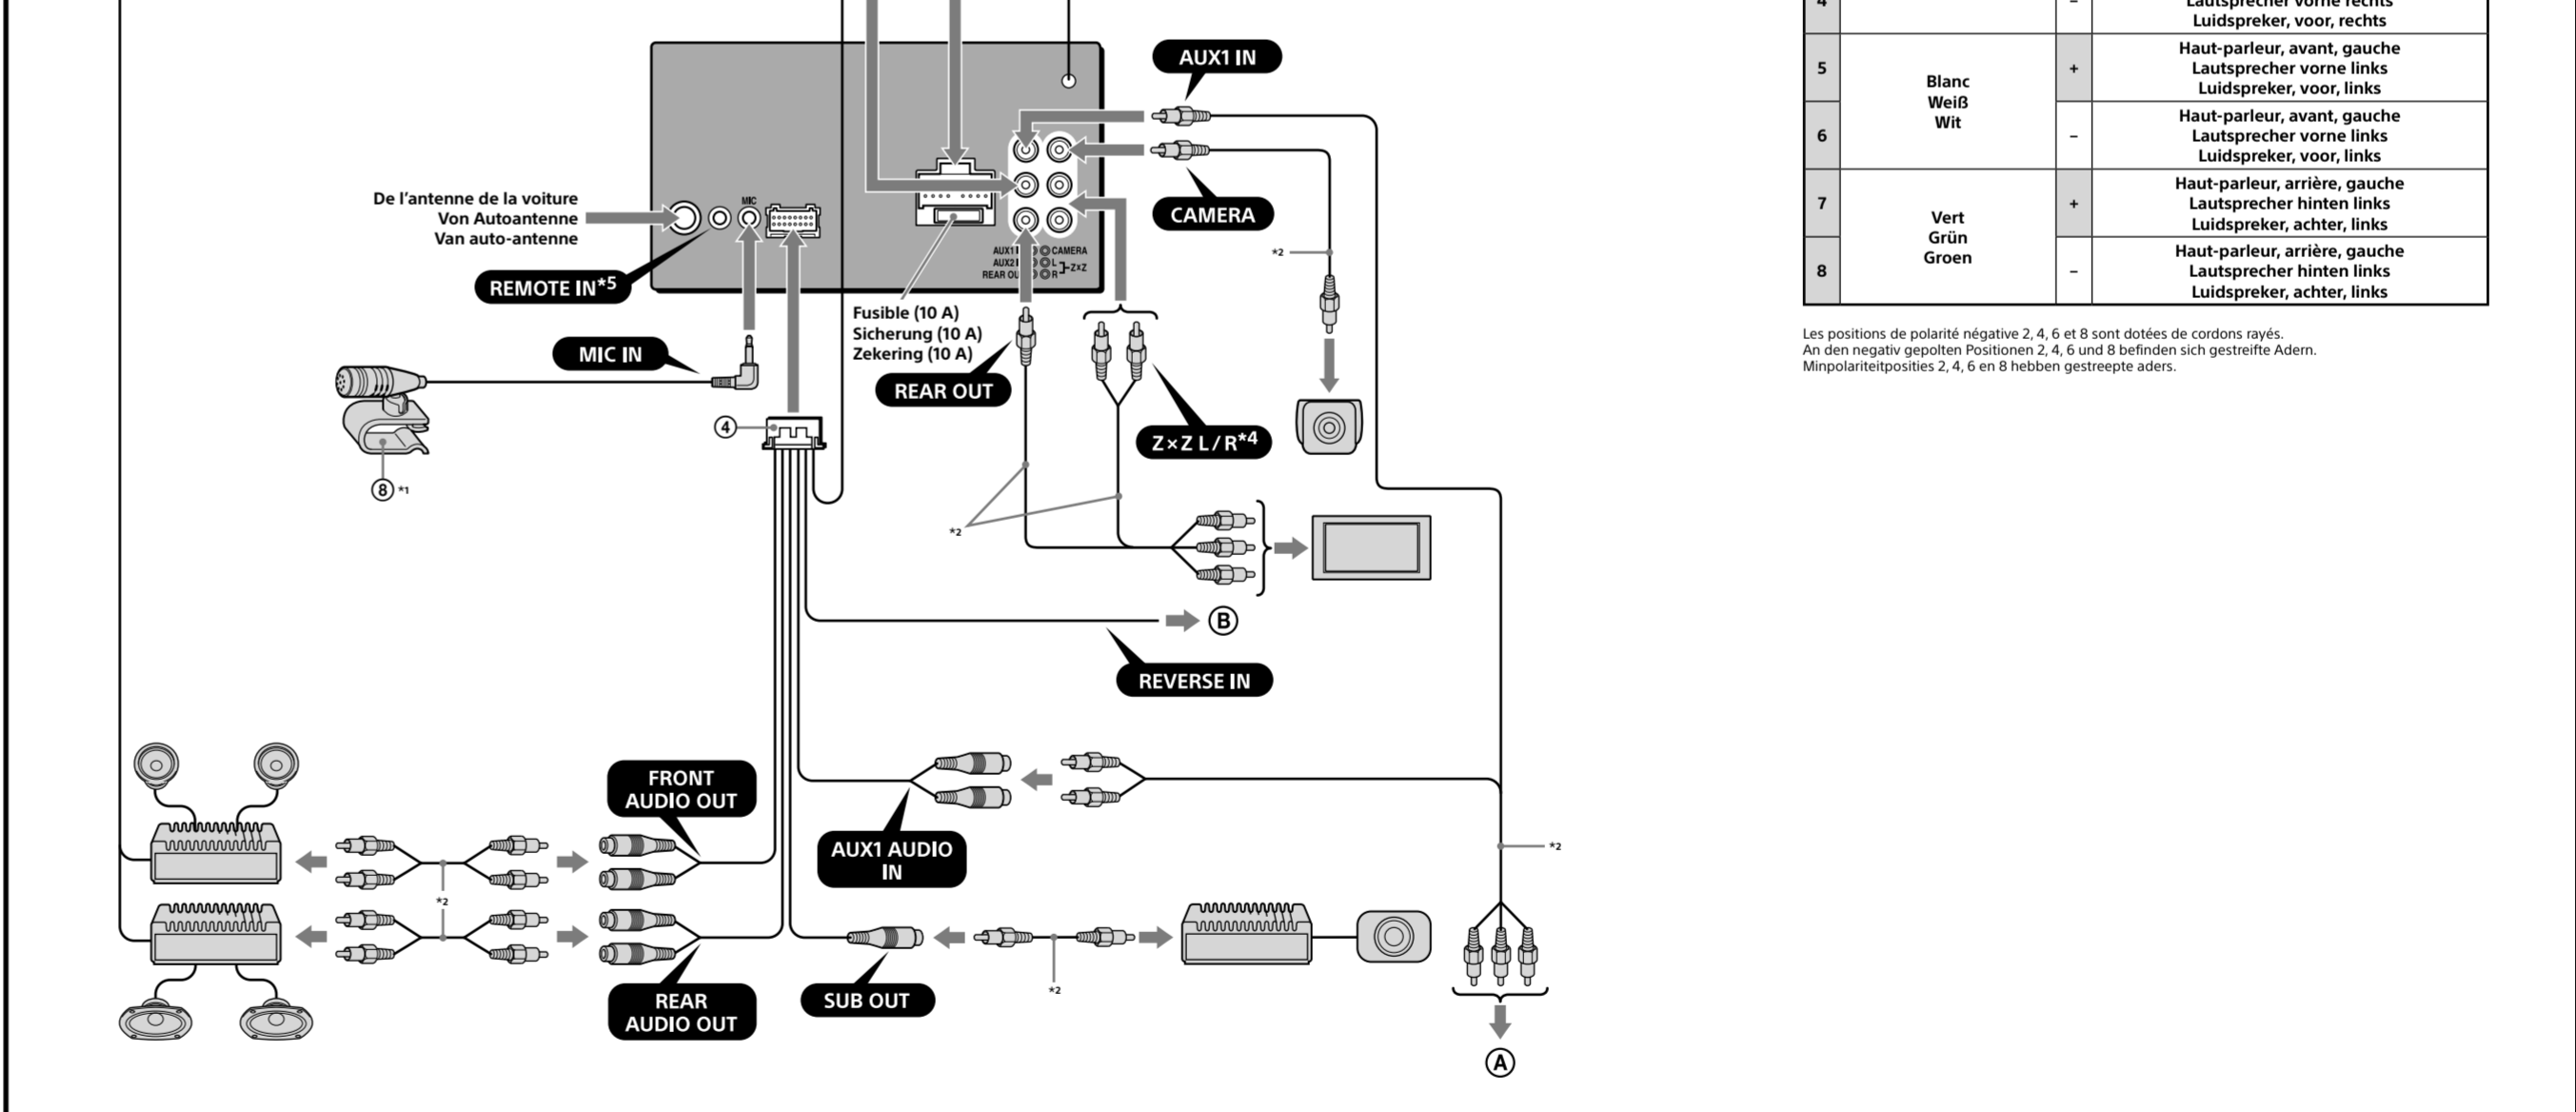 AUX1 IN
CAMERA
De l’antenne de la voiture
Von Autoantenne
Van auto-antenne
MIC
REMOTE IN*5
AUX1
CAMERA
AUX2
L
REAR OU
R
Z×Z
Fusible (10 A)
Sicherung (10 A)
Zekering (10 A)
MIC IN
REAR OUT
Z×Z L/R*4
*2
4
8 *1
*2
B
REVERSE IN
FRONT
AUDIO OUT
AUX1 AUDIO
IN
*2
*2
REAR
AUDIO OUT
SUB OUT
*2
A
4
–
Lautsprecher vorne rechts
Luidspreker, voor, rechts
5
Blanc
Weiß
Wit
+
Haut-parleur, avant, gauche
Lautsprecher vorne links
Luidspreker, voor, links
6
–
Haut-parleur, avant, gauche
Lautsprecher vorne links
Luidspreker, voor, links
7
Vert
Grün
Groen
+
Haut-parleur, arrière, gauche
Lautsprecher hinten links
Luidspreker, achter, links
8
–
Haut-parleur, arrière, gauche
Lautsprecher hinten links
Luidspreker, achter, links
Les positions de polarité négative 2, 4, 6 et 8 sont dotées de cordons rayés.
An den negativ gepolten Positionen 2, 4, 6 und 8 befinden sich gestreifte Adern.
Minpolariteitposities 2, 4, 6 en 8 hebben gestreepte aders.